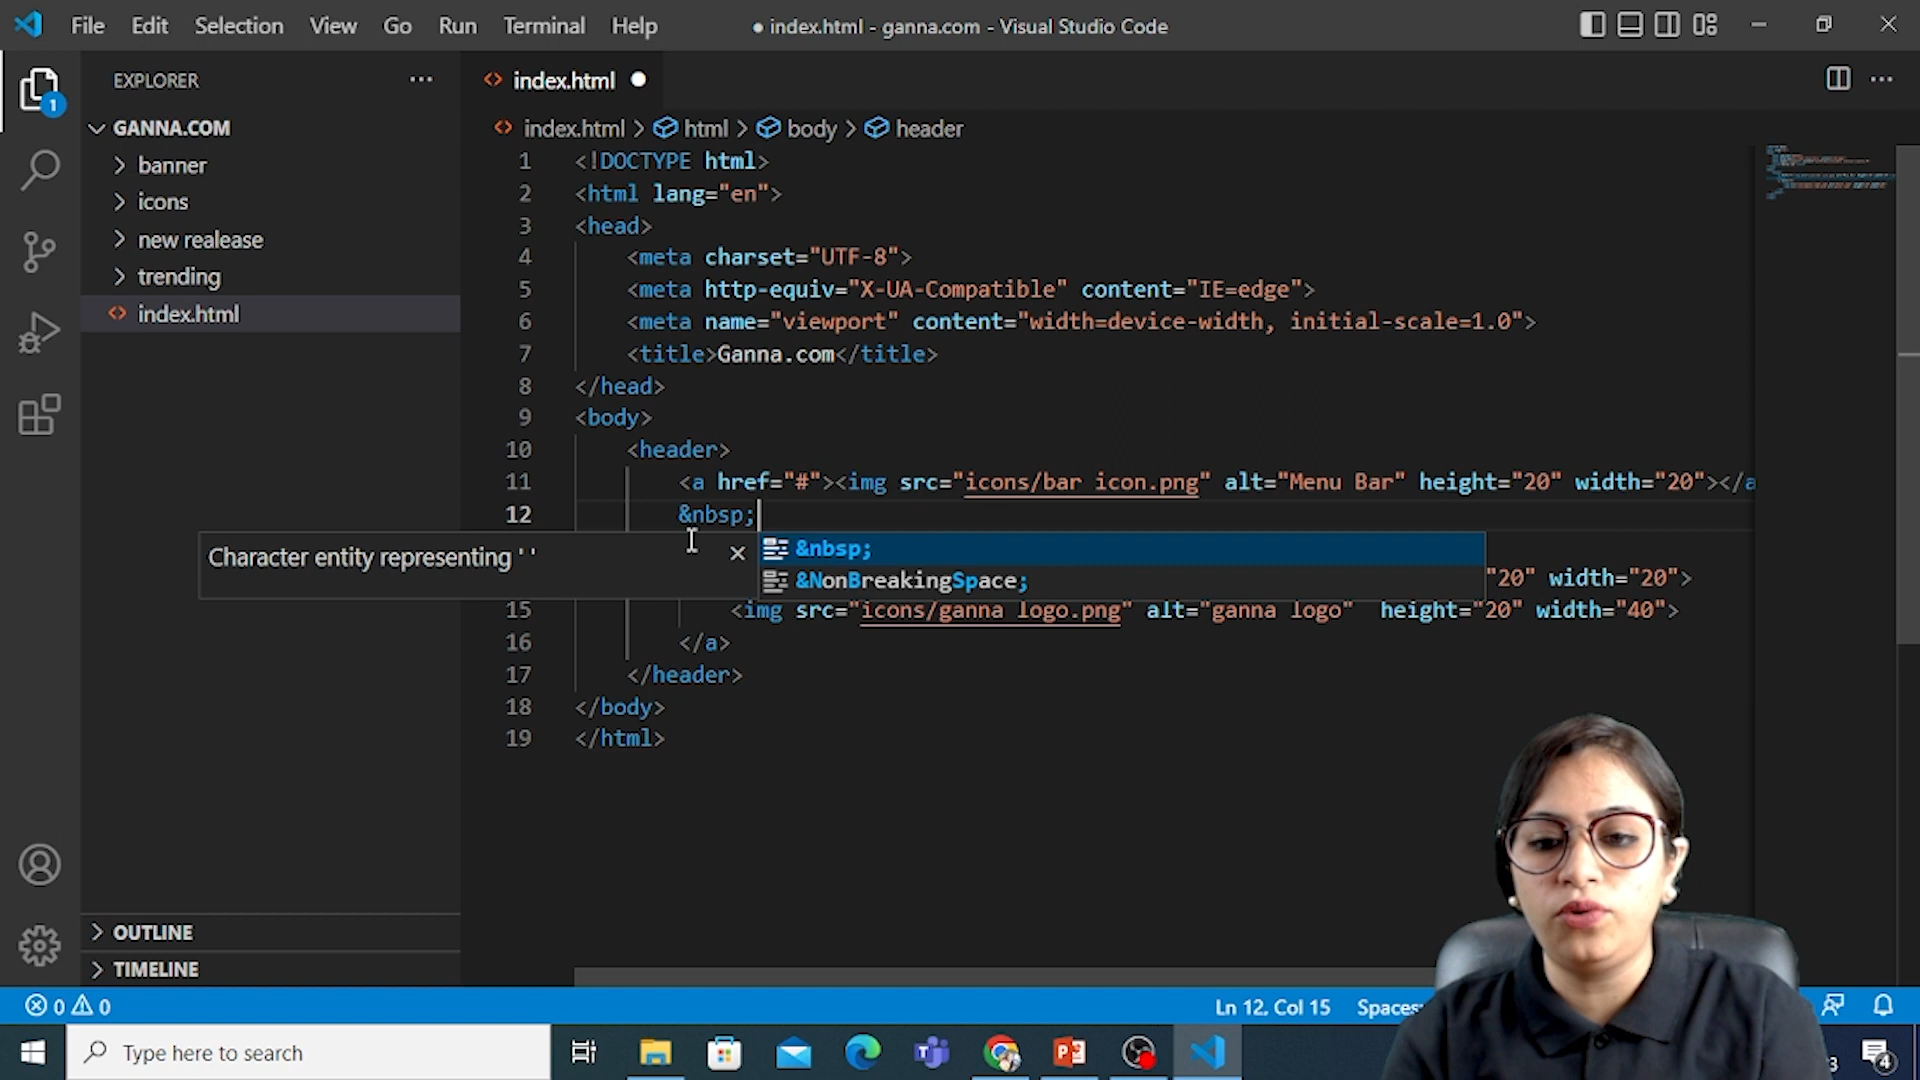 File Edit Selection View Go Run Terminal Help ● index.html - ganna.com - Visual Studio Code
EXPLORER ···
<> index.html ●
1
GANNA.COM
banner
icons
new realease
trending
<> index.html
<> index.html > html > body > header
1 <!DOCTYPE html>
2 <html lang="en">
3 <head>
4 <meta charset="UTF-8">
5 <meta http-equiv="X-UA-Compatible" content="IE=edge">
6 <meta name="viewport" content="width=device-width, initial-scale=1.0">
7 <title>Ganna.com</title>
8 </head>
9 <body>
10 <header>
11 <a href="#"><img src="icons/bar icon.png" alt="Menu Bar" height="20" width="20"></a
12 &nbsp;
Character entity representing ' '
&nbsp;
&NonBreakingSpace;
"20" width="20">
15 <img src="icons/ganna logo.png" alt="ganna logo" height="20" width="40">
16 </a>
17 </header>
18 </body>
19 </html>
OUTLINE
TIMELINE
0 0 Ln 12, Col 15 Spaces:
Type here to search
3 4